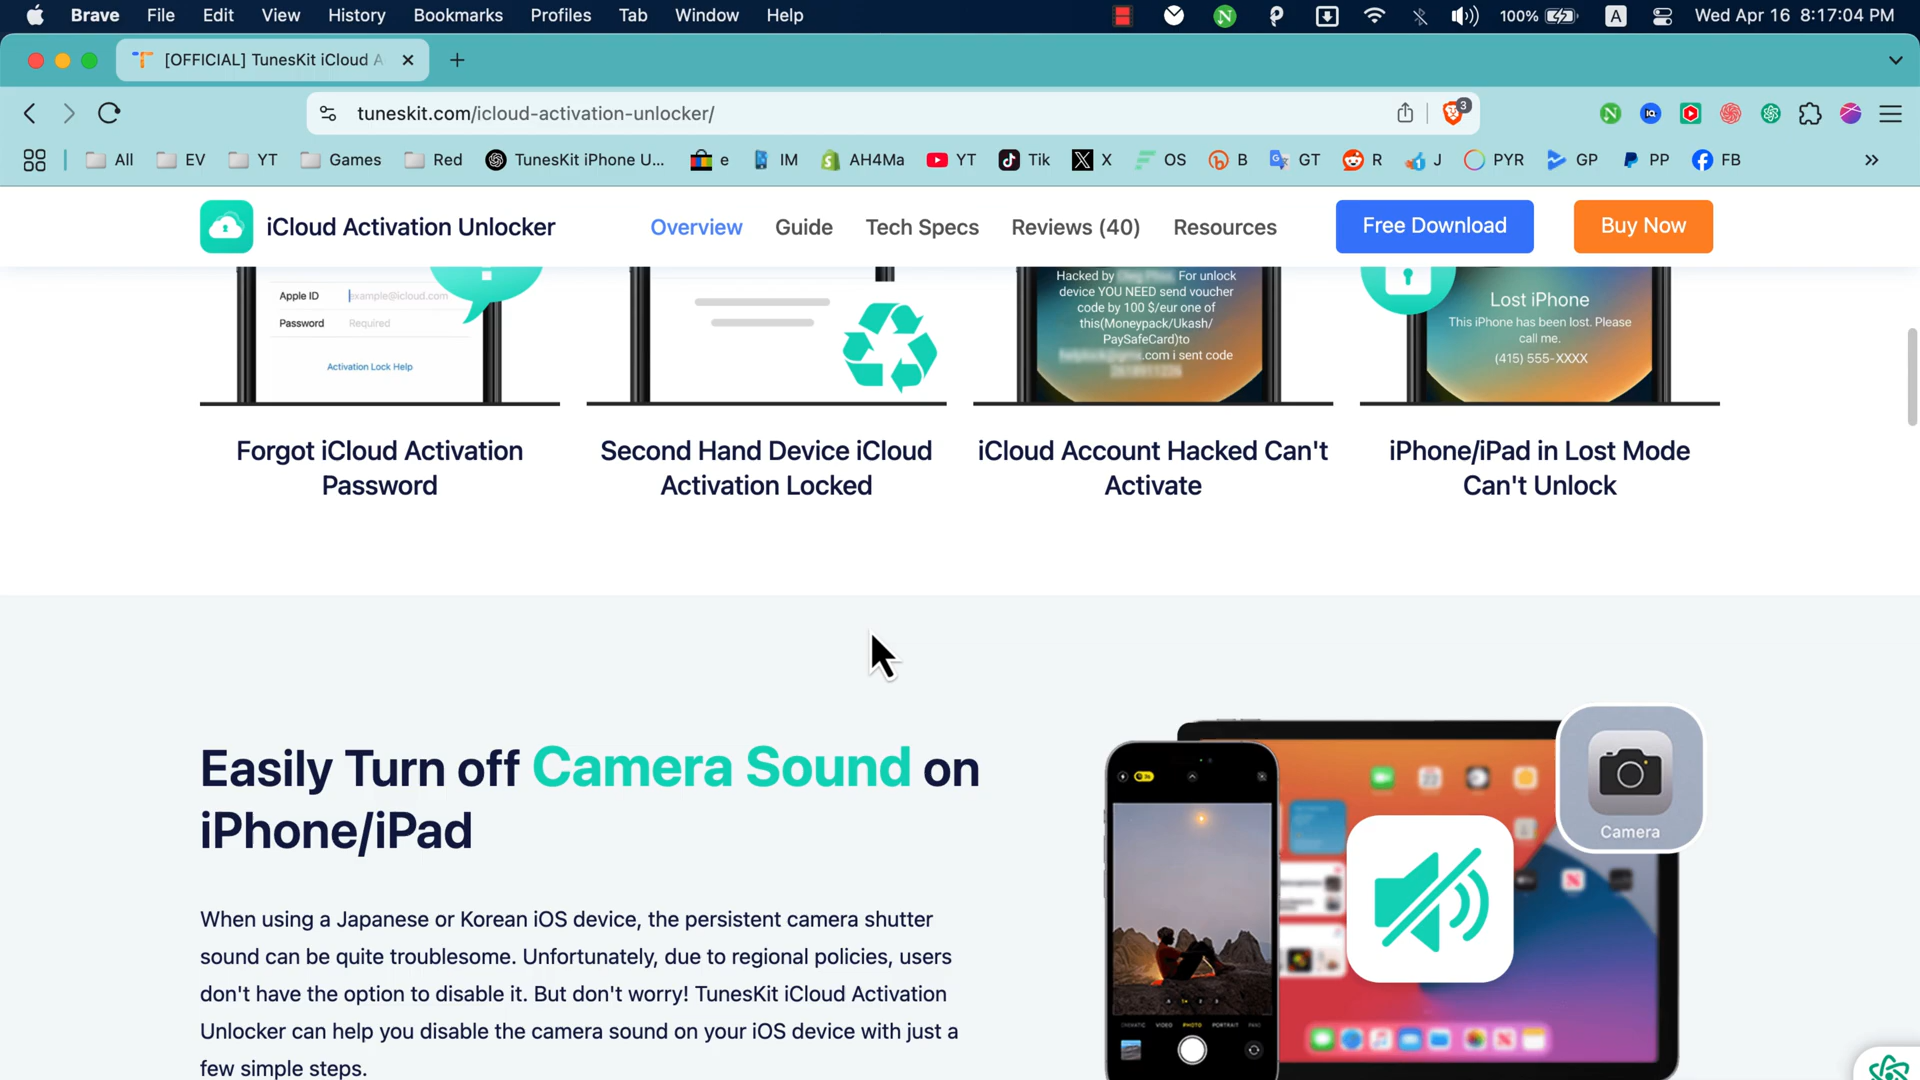 Brave File Edit View History Bookmarks Profiles Tab Window Help 100% A Wed Apr 16 8:17:04 PM
[OFFICIAL] TunesKit iCloud A
tuneskit.com/icloud-activation-unlocker/ 3
All EV YT Games Red TunesKit iPhone U... e IM AH4Ma YT Tik X OS B GT R J PYR GP PP FB
iCloud Activation Unlocker Overview Guide Tech Specs Reviews (40) Resources Free Download Buy Now
Apple ID example@icloud.com
Password Required
Activation Lock Help
Hacked by For unlock
device YOU NEED send voucher
code by 100 $/eur one of
this(Moneypack/Ukash/
PaySafeCard)to
.com i sent code
Lost iPhone
This iPhone has been lost. Please
call me.
(415) 555-XXXX
Forgot iCloud Activation
Password
Second Hand Device iCloud
Activation Locked
iCloud Account Hacked Can't
Activate
iPhone/iPad in Lost Mode
Can't Unlock
Easily Turn off Camera Sound on
iPhone/iPad
When using a Japanese or Korean iOS device, the persistent camera shutter
sound can be quite troublesome. Unfortunately, due to regional policies, users
don't have the option to disable it. But don't worry! TunesKit iCloud Activation
Unlocker can help you disable the camera sound on your iOS device with just a
few simple steps.
Camera
VIDEO PHOTO PORTRAIT PANO